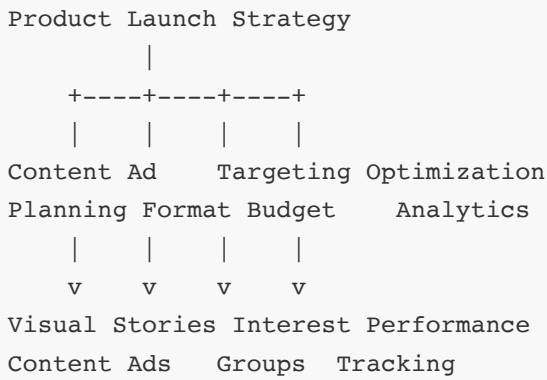 Product Launch Strategy
|
+----+----+----+
| | | |
Content Ad Targeting Optimization
Planning Format Budget Analytics
| | | |
v v v v
Visual Stories Interest Performance
Content Ads Groups Tracking